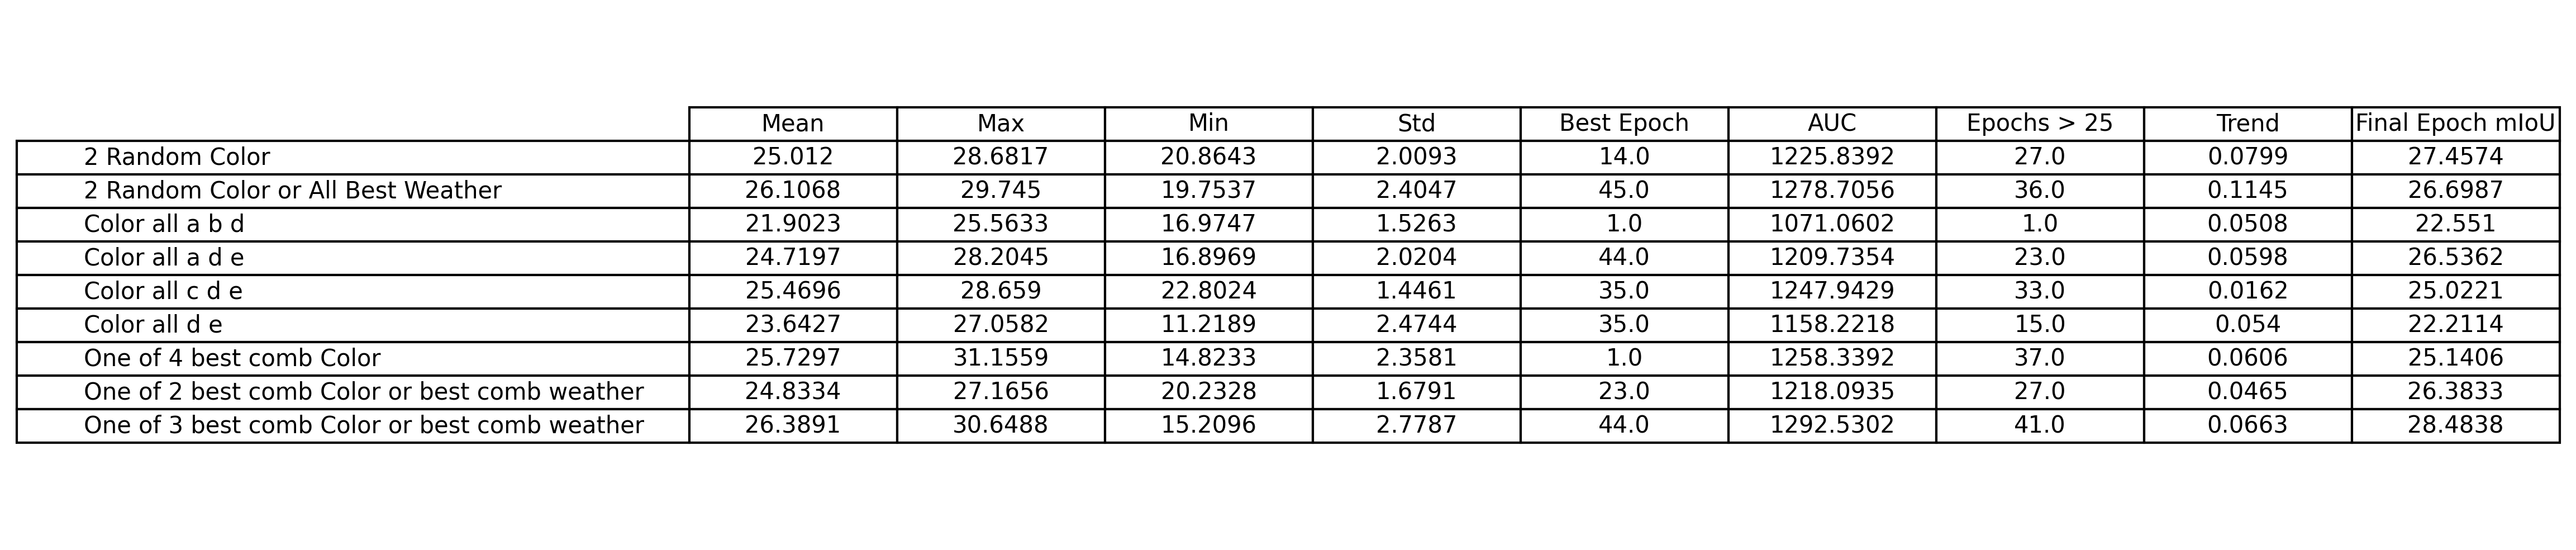 Mean Max Min Std Best Epoch AUC Epochs > 25 Trend Final Epoch mIoU
2 Random Color 25.012 28.6817 20.8643 2.0093 14.0 1225.8392 27.0 0.0799 27.4574
2 Random Color or All Best Weather 26.1068 29.745 19.7537 2.4047 45.0 1278.7056 36.0 0.1145 26.6987
Color all a b d 21.9023 25.5633 16.9747 1.5263 1.0 1071.0602 1.0 0.0508 22.551
Color all a d e 24.7197 28.2045 16.8969 2.0204 44.0 1209.7354 23.0 0.0598 26.5362
Color all c d e 25.4696 28.659 22.8024 1.4461 35.0 1247.9429 33.0 0.0162 25.0221
Color all d e 23.6427 27.0582 11.2189 2.4744 35.0 1158.2218 15.0 0.054 22.2114
One of 4 best comb Color 25.7297 31.1559 14.8233 2.3581 1.0 1258.3392 37.0 0.0606 25.1406
One of 2 best comb Color or best comb weather 24.8334 27.1656 20.2328 1.6791 23.0 1218.0935 27.0 0.0465 26.3833
One of 3 best comb Color or best comb weather 26.3891 30.6488 15.2096 2.7787 44.0 1292.5302 41.0 0.0663 28.4838